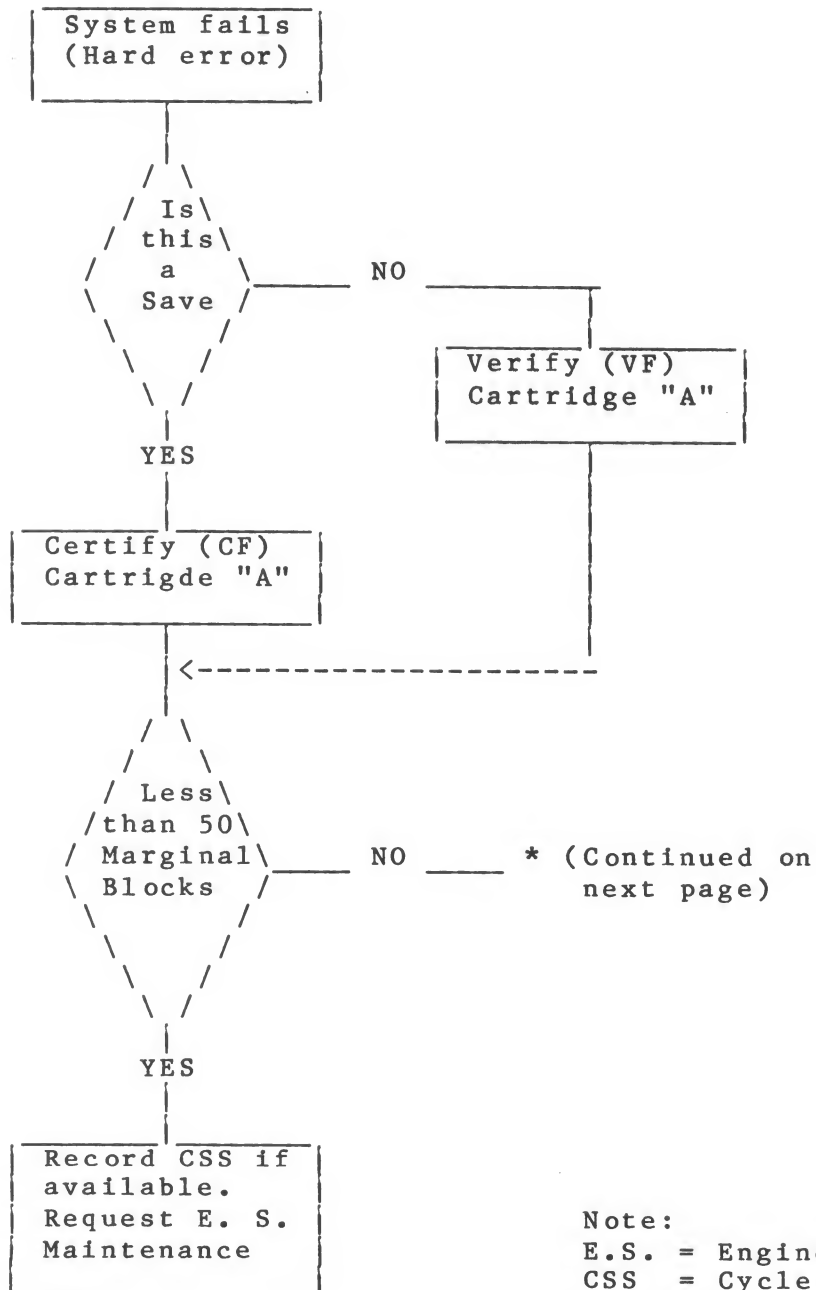 System fails
(Hard error)
Is
this
a
Save
NO
Verify (VF)
Cartridge "A"
YES
Certify (CF)
Cartrigde "A"
Less
than 50
Marginal
Blocks
NO
* (Continued on
next page)
YES
Record CSS if
available.
Request E. S.
Maintenance
Note:
E.S. =
CSS = Cycle